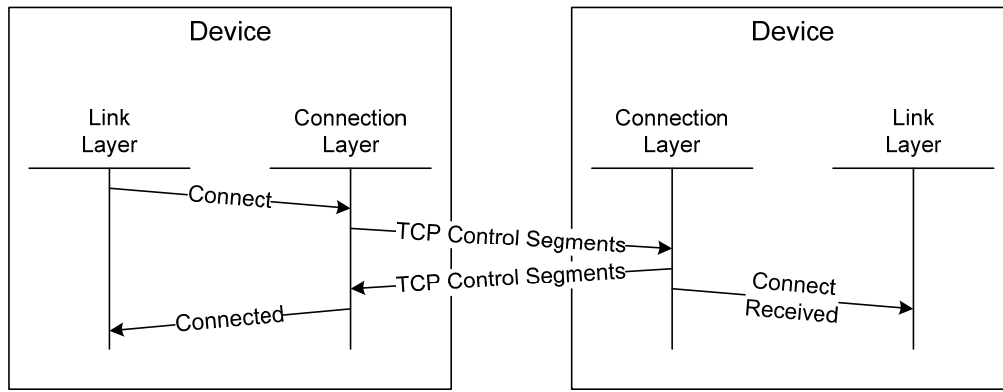 Device
Device
Link
Layer
Connection
Layer
Connection
Layer
Link
Layer
Connect
TCP Control Segments
TCP Control Segments
Connect
Received
Connected